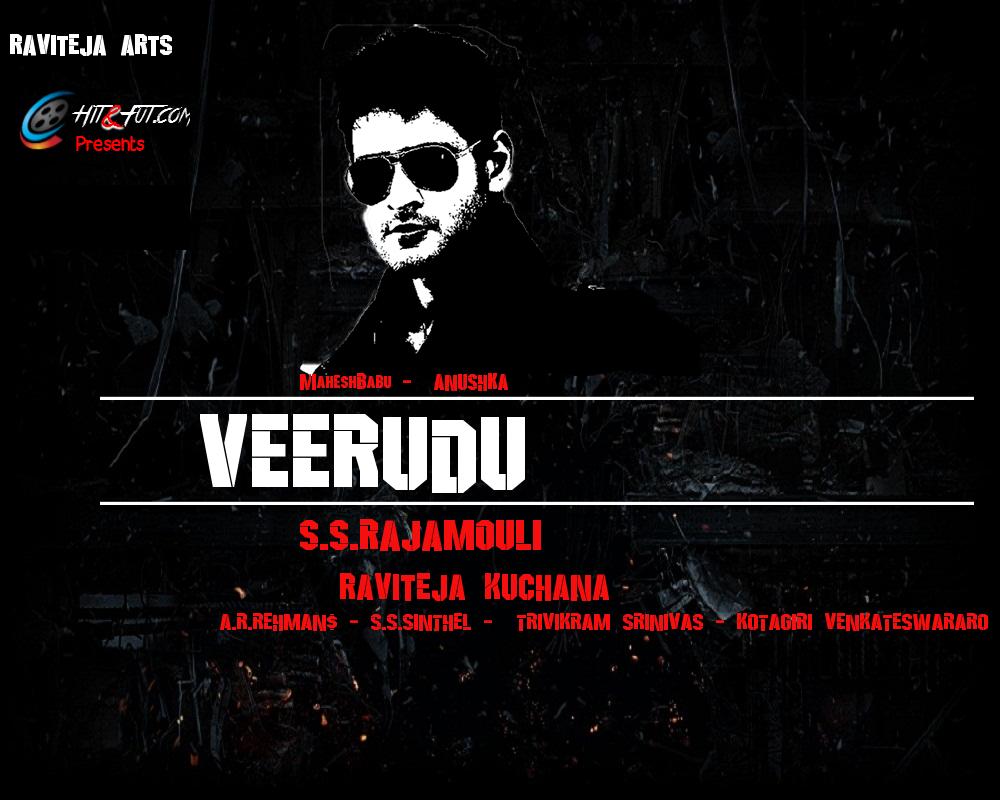 RAVITEJA ARTS
HIT&FUT.COM
Presents
MAHESHBABU - ANUSHKA
VEERUDU
S.S.RAJAMOULI
RAVITEJA KUCHANA
A.R.REHMAN$ - S.S.SINTHEL - TRIVIKRAM SRINIVAS - KOTAGIRI VENKATESWARARO